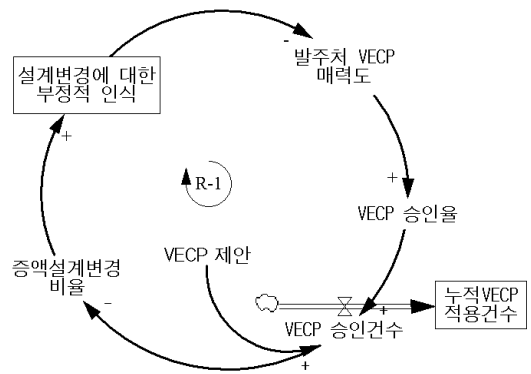 -
발주처 VECP
매력도
설계변경에 대한
부정적 인식
+
+
R-1
VECP 승인율
VECP 제안
증액설계변경
비율
-
누적VECP
적용건수
+
VECP 승인건수
+